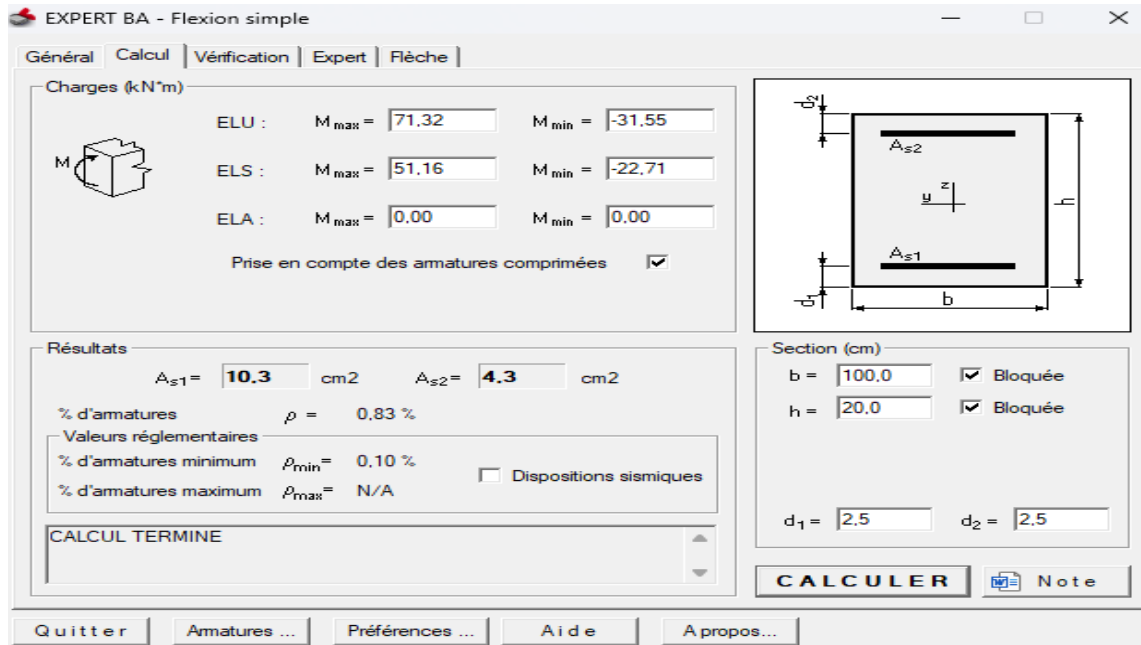 EXPERT BA - Flexion simple
Général Calcul Vérification Expert Flèche
Charges (kN*m)
ELU : M max = 71,32 M min = -31,55
M ELS : M max = 51,16 M min = -22,71
ELA : M max = 0,00 M min = 0,00
Prise en compte des armatures comprimées
d2
As2
y z
h
As1
d1
b
Résultats
As1= 10,3 cm2 As2= 4,3 cm2
% d'armatures ρ = 0,83 %
Valeurs réglementaires
% d'armatures minimum ρmin= 0,10 %
Dispositions sismiques
% d'armatures maximum ρmax= N/A
CALCUL TERMINE
Section (cm)
b = 100,0 Bloquée
h = 20,0 Bloquée
d1 = 2,5 d2 = 2,5
CALCULER Note
Quitter Armatures ... Préférences ... Aide A propos...